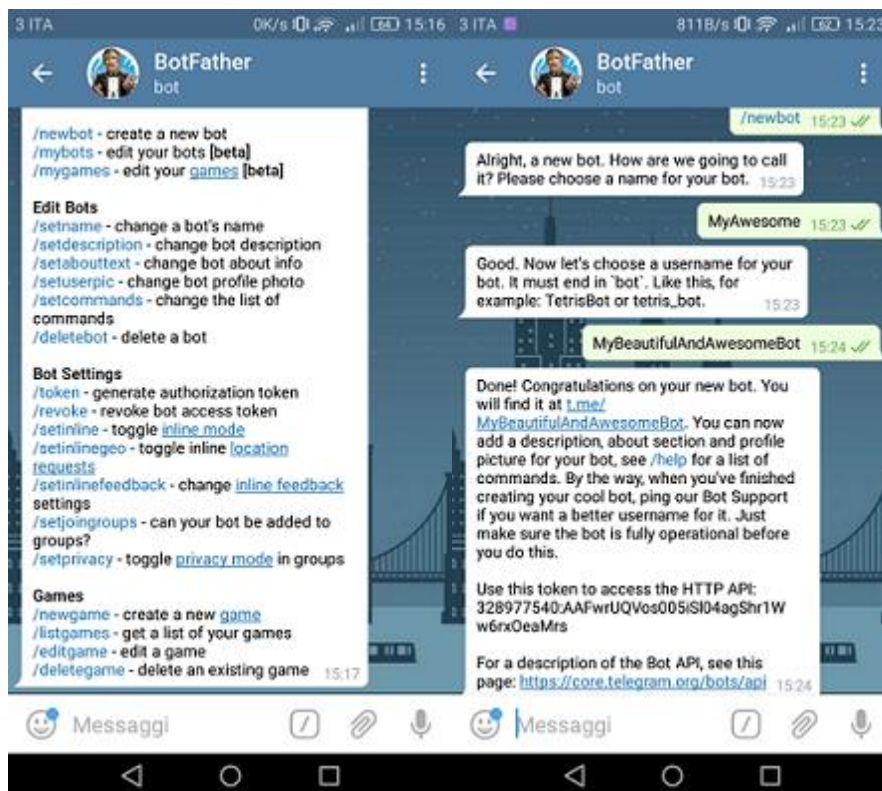 3 ITA 0K/s 64 15:16
BotFather
bot
/newbot - create a new bot
/mybots - edit your bots [beta]
/mygames - edit your games [beta]
Edit Bots
/setname - change a bot's name
/setdescription - change bot description
/setabouttext - change bot about info
/setuserpic - change bot profile photo
/setcommands - change the list of
commands
/deletebot - delete a bot
Bot Settings
/token - generate authorization token
/revoke - revoke bot access token
/setinline - toggle inline mode
/setinlinegeo - toggle inline location
requests
/setinlinefeedback - change inline feedback
settings
/setjoingroups - can your bot be added to
groups?
/setprivacy - toggle privacy mode in groups
Games
/newgame - create a new game
/listgames - get a list of your games
/editgame - edit a game
/deletegame - delete an existing game 15:17
Messaggi
3 ITA 811B/s 62 15:23
BotFather
bot
/newbot 15:23
Alright, a new bot. How are we going to call
it? Please choose a name for your bot. 15:23
MyAwesome 15:23
Good. Now let's choose a username for your
bot. It must end in `bot`. Like this, for
example: TetrisBot or tetris_bot. 15:23
MyBeautifulAndAwesomeBot 15:24
Done! Congratulations on your new bot. You
will find it at t.me/
MyBeautifulAndAwesomeBot. You can now
add a description, about section and profile
picture for your bot, see /help for a list of
commands. By the way, when you've finished
creating your cool bot, ping our Bot Support
if you want a better username for it. Just
make sure the bot is fully operational before
you do this.
Use this token to access the HTTP API:
328977540:AAFwrUQVos005iSl04agShr1W
w6rxOeaMrs
For a description of the Bot API, see this
page: https://core.telegram.org/bots/api 15:24
Messaggi